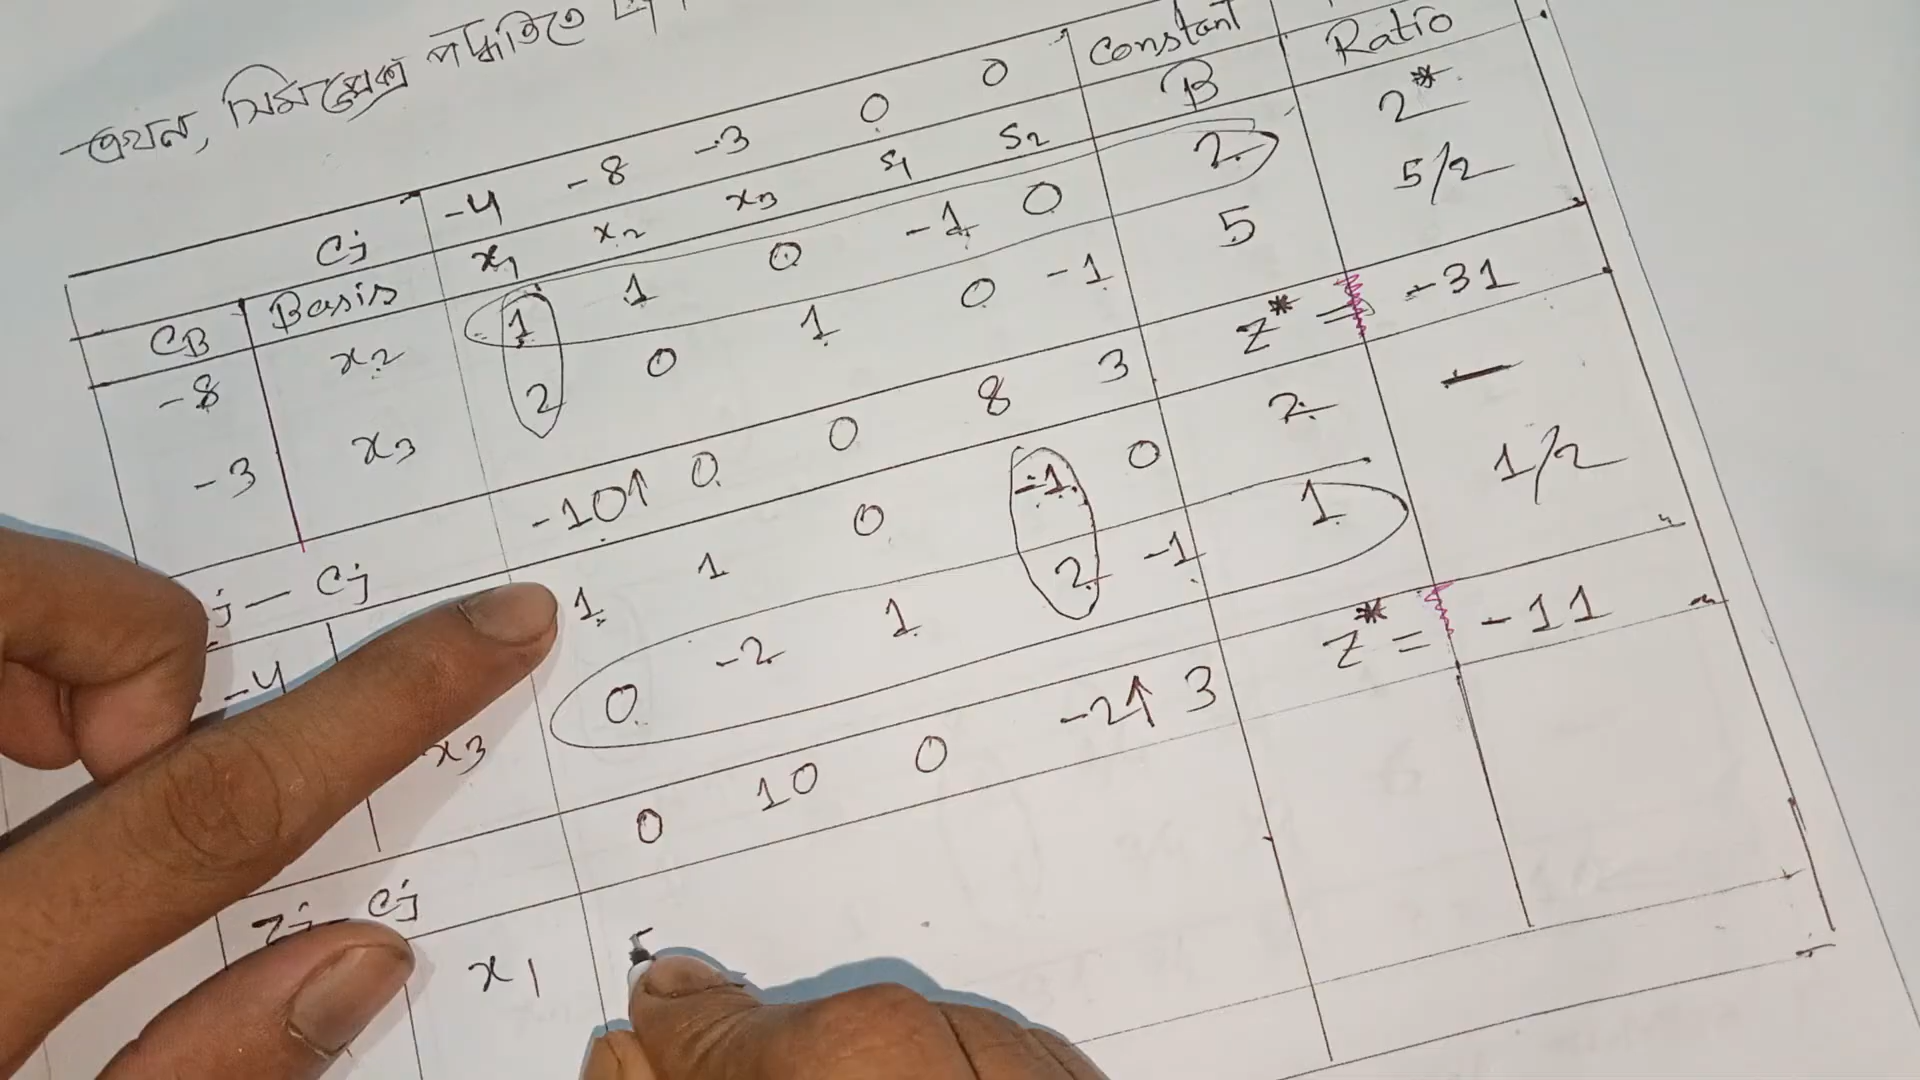 এখন, সিমপ্লেক্স পদ্ধতিতে
Cj -4 -8 -3 0 0 Constant Ratio
CB Basis x1 x2 x3 s1 s2 B
-8 x2 1 1 0 -1 0 2 2*
-3 x3 2 0 1 0 -1 5 5/2
j - Cj -10↑ 0 0 8 3 Z* = -31
-4 1 1 0 -1 0 2 —
x3 0 -2 1 2 -1 1 1/2
Zj - Cj 0 10 0 -2↑ 3 Z* = -11
x1